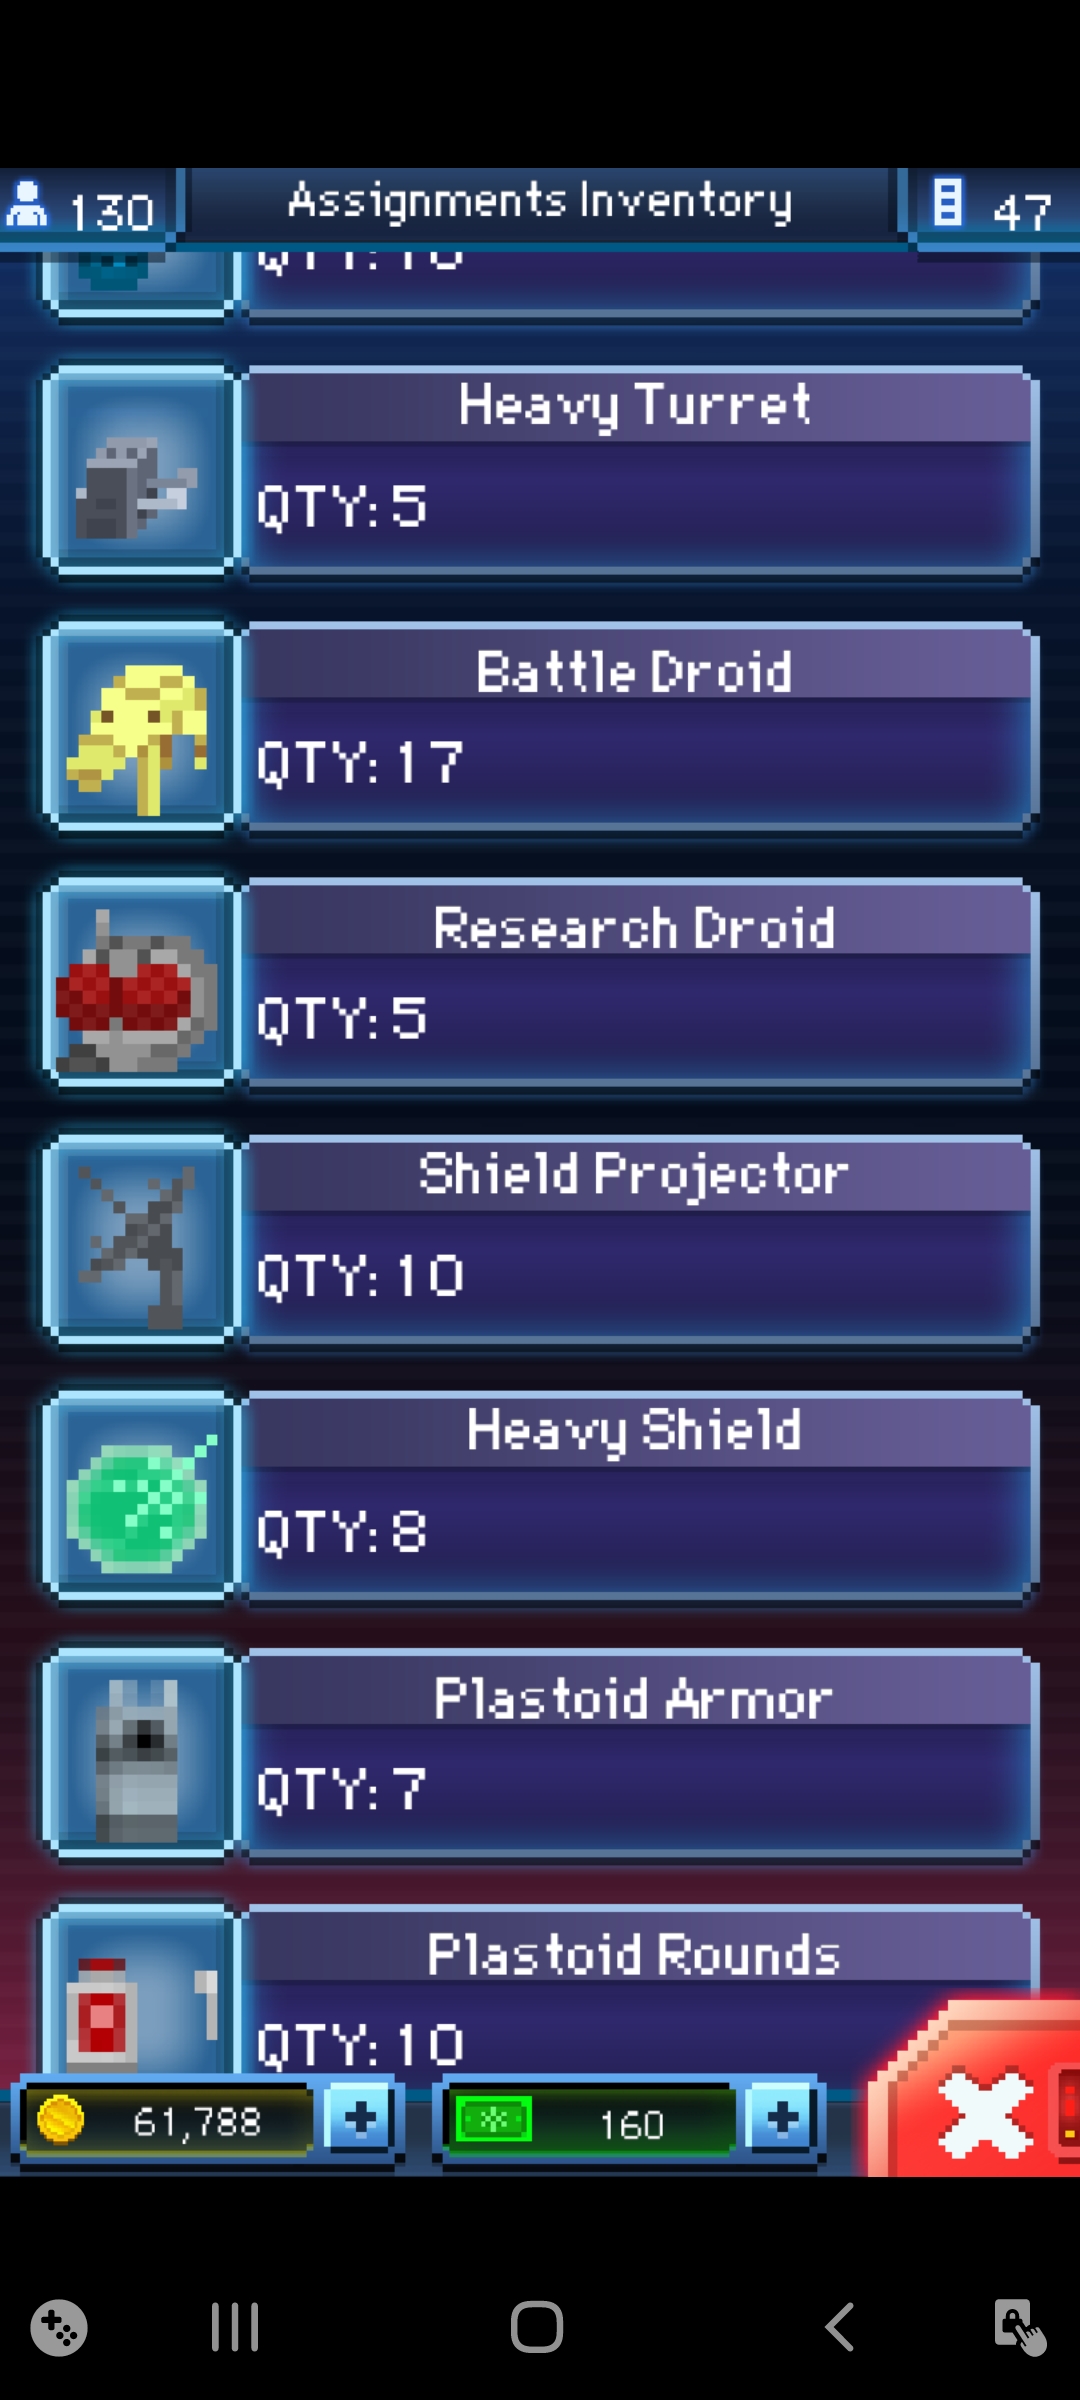 130
Assignments Inventory
47
Heavy Turret
QTY: 5
Battle Droid
QTY: 17
Research Droid
QTY: 5
Shield Projector
QTY: 10
Heavy Shield
QTY: 8
Plastoid Armor
QTY: 7
Plastoid Rounds
QTY: 10
61,788
160